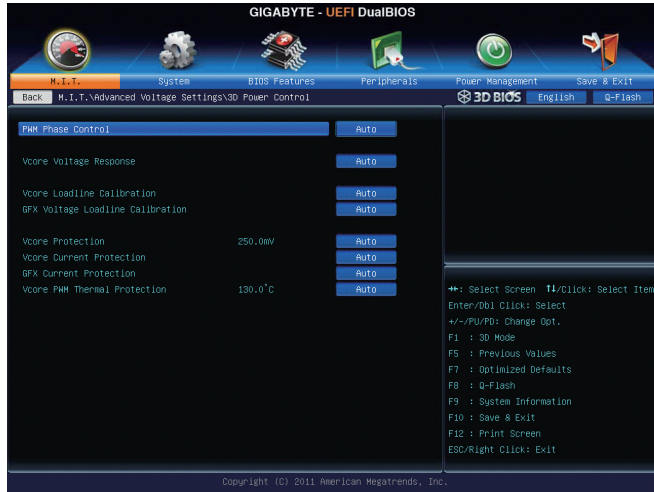 GIGABYTE - UEFI DualBIOS
M.I.T. System BIOS Features Peripherals Power Management Save & Exit
Back M.I.T.\Advanced Voltage Settings\3D Power Control 3D BIOS English Q-Flash
PWM Phase Control Auto
Vcore Voltage Response Auto
Vcore Loadline Calibration Auto
GFX Voltage Loadline Calibration Auto
Vcore Protection 250.0mV Auto
Vcore Current Protection Auto
GFX Current Protection Auto
Vcore PWM Thermal Protection 130.0°C Auto
→←: Select Screen ↑↓/Click: Select Item
Enter/Dbl Click: Select
+/-/PU/PD: Change Opt.
F1 : 3D Mode
F5 : Previous Values
F7 : Optimized Defaults
F8 : Q-Flash
F9 : System Information
F10 : Save & Exit
F12 : Print Screen
ESC/Right Click: Exit
Copyright (C) 2011 American Megatrends, Inc.